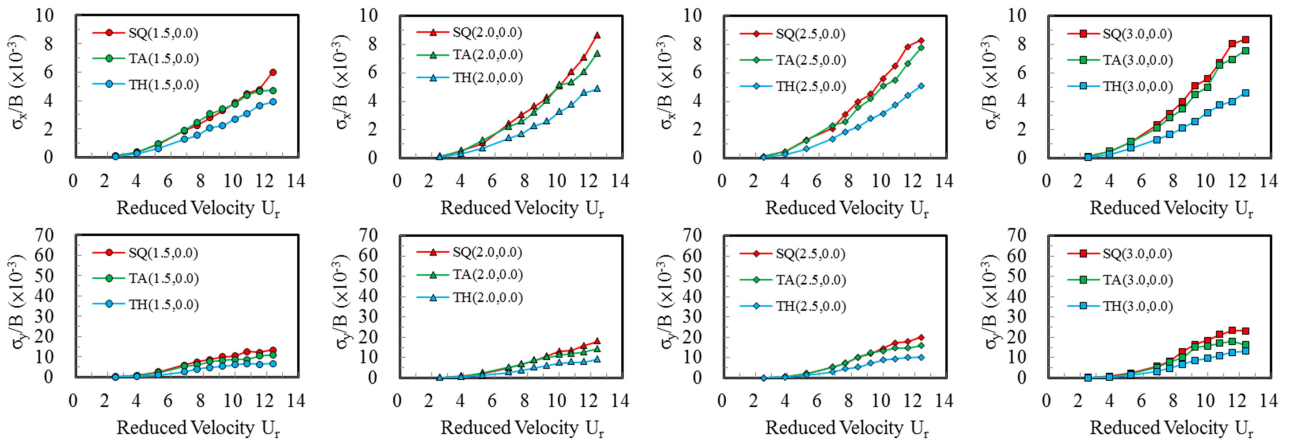 10
8
6
4
2
0
σx/B (x10⁻³)
SQ(1.5,0.0)
TA(1.5,0.0)
TH(1.5,0.0)
0 2 4 6 8 10 12 14
Reduced Velocity Ur
10
8
6
4
2
0
σx/B (x10⁻³)
SQ(2.0,0.0)
TA(2.0,0.0)
TH(2.0,0.0)
0 2 4 6 8 10 12 14
Reduced Velocity Ur
10
8
6
4
2
0
σx/B (x10⁻³)
SQ(2.5,0.0)
TA(2.5,0.0)
TH(2.5,0.0)
0 2 4 6 8 10 12 14
Reduced Velocity Ur
10
8
6
4
2
0
σx/B (x10⁻³)
SQ(3.0,0.0)
TA(3.0,0.0)
TH(3.0,0.0)
0 2 4 6 8 10 12 14
Reduced Velocity Ur
70
60
50
40
30
20
10
0
σy/B (x10⁻³)
SQ(1.5,0.0)
TA(1.5,0.0)
TH(1.5,0.0)
0 2 4 6 8 10 12 14
Reduced Velocity Ur
70
60
50
40
30
20
10
0
σy/B (x10⁻³)
SQ(2.0,0.0)
TA(2.0,0.0)
TH(2.0,0.0)
0 2 4 6 8 10 12 14
Reduced Velocity Ur
70
60
50
40
30
20
10
0
σy/B (x10⁻³)
SQ(2.5,0.0)
TA(2.5,0.0)
TH(2.5,0.0)
0 2 4 6 8 10 12 14
Reduced Velocity Ur
70
60
50
40
30
20
10
0
σy/B (x10⁻³)
SQ(3.0,0.0)
TA(3.0,0.0)
TH(3.0,0.0)
0 2 4 6 8 10 12 14
Reduced Velocity Ur